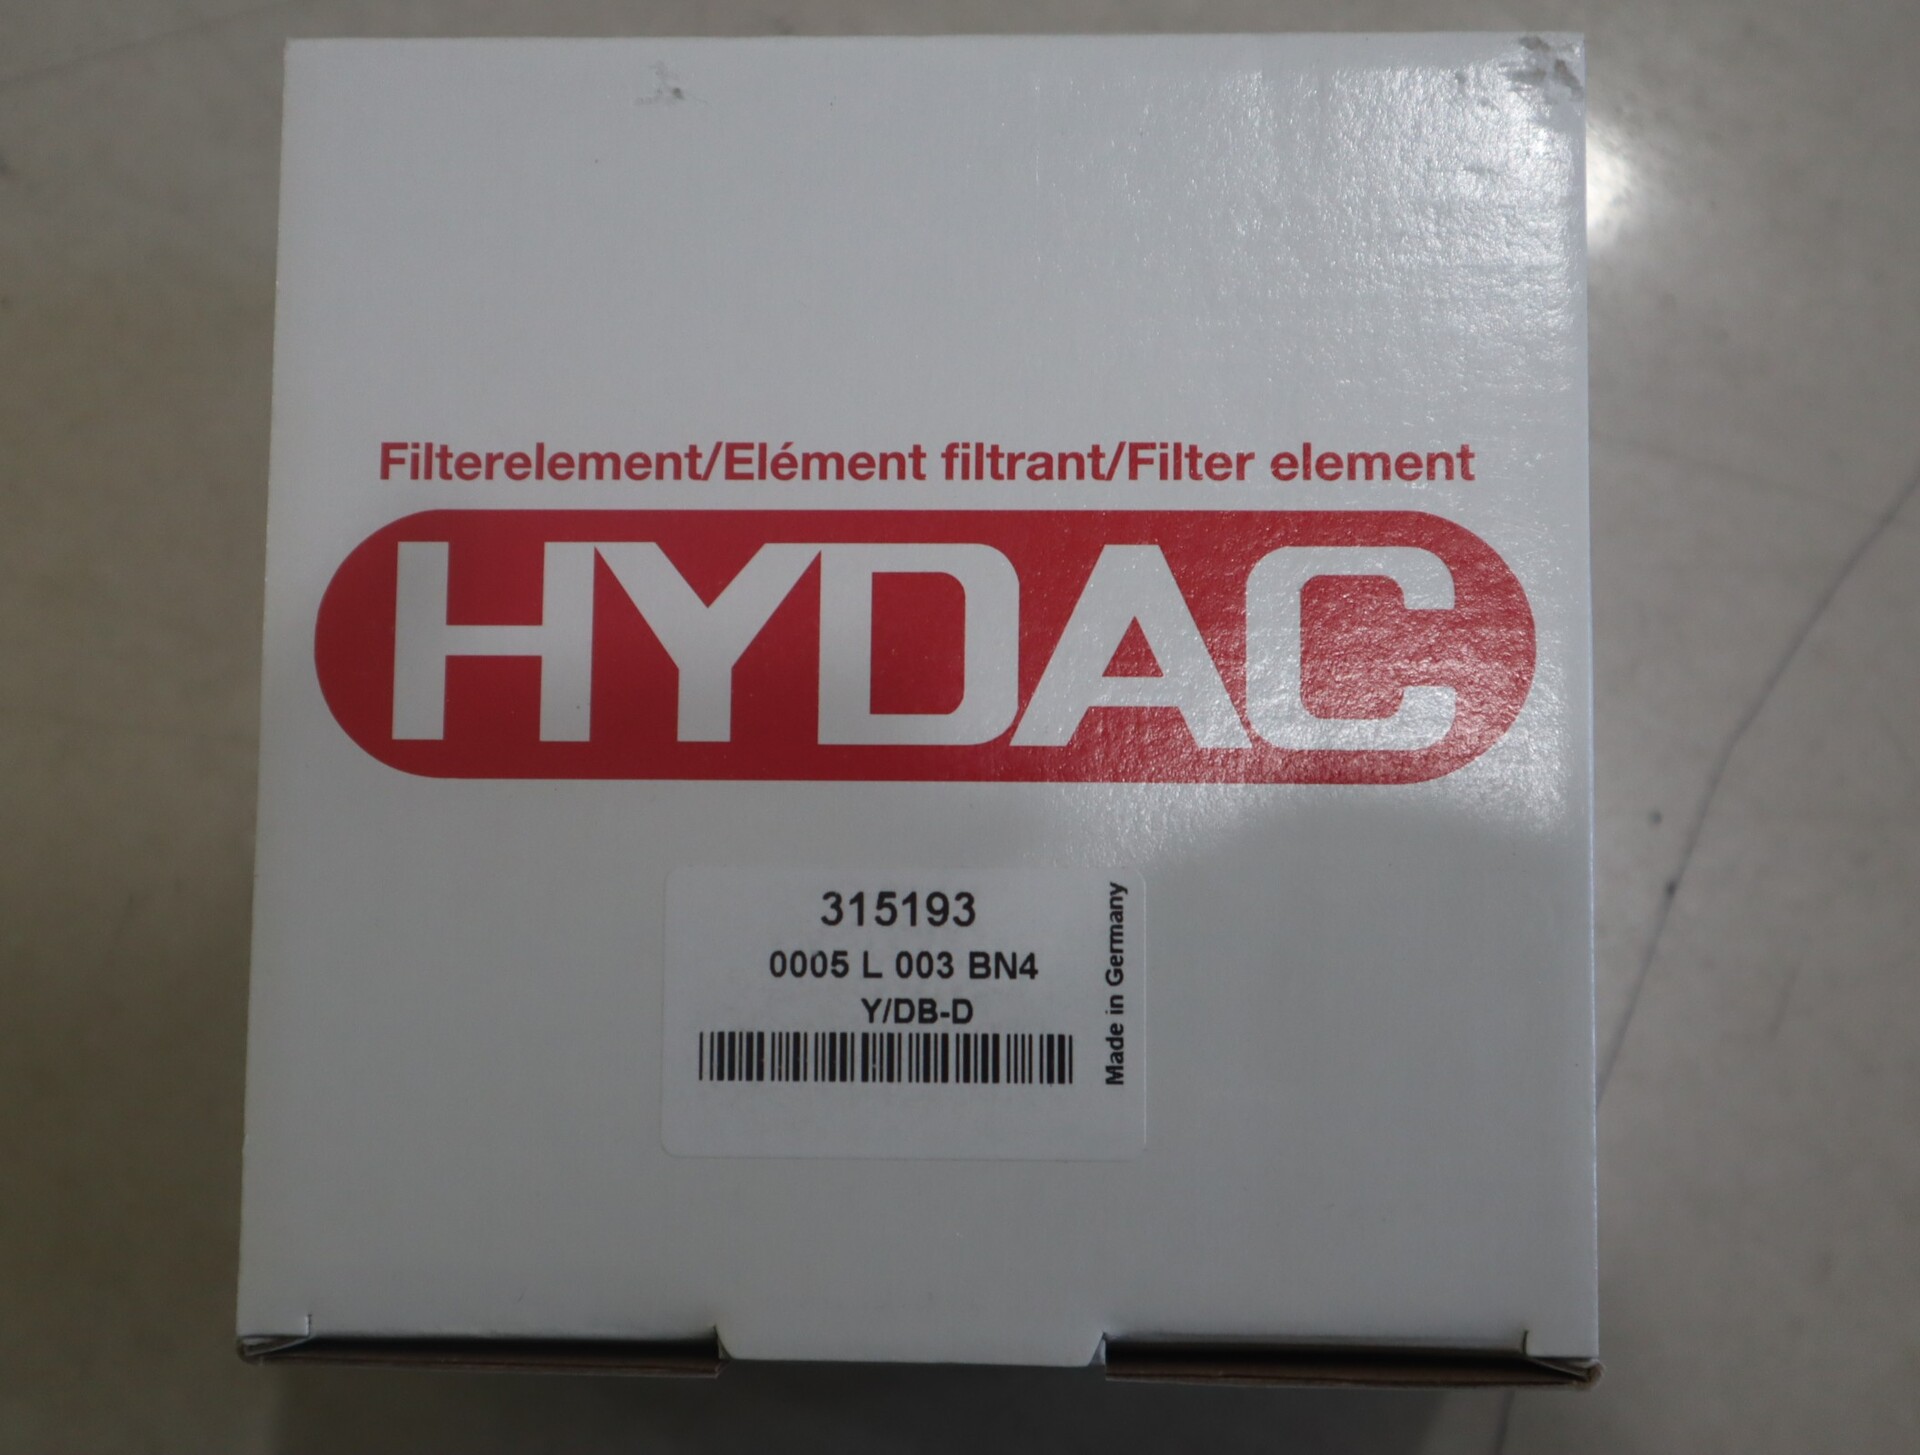 Filterelement/Elément filtrant/Filter element
HYDAC
315193
0005 L 003 BN4
Y/DB-D
Made in Germany